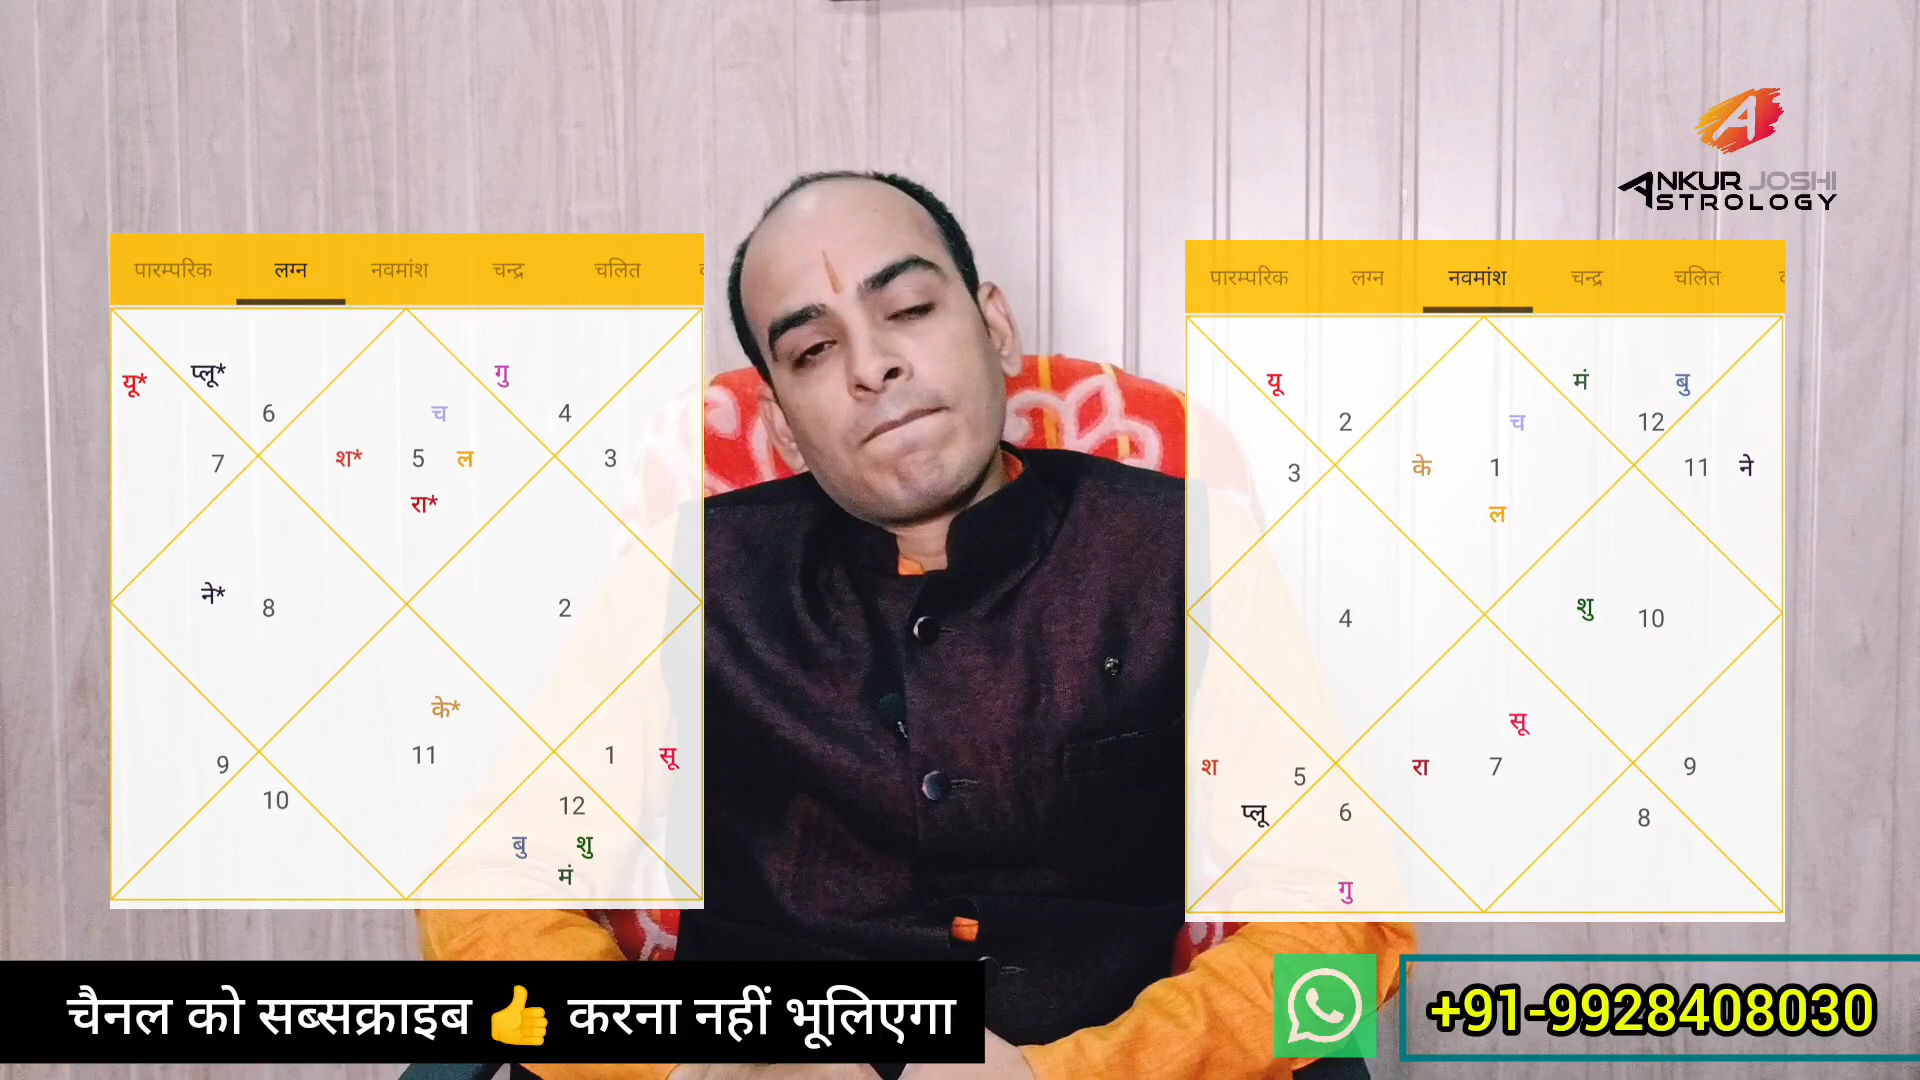 A
ANKUR JOSHI
ASTROLOGY
पारम्परिक लग्न नवमांश चन्द्र चलित
यू* प्लू* गु
6 च 4
7 श* 5 ल 3
रा*
ने* 8 2
के*
9 11 1 सू
10 12
बु शु
मं
पारम्परिक लग्न नवमांश चन्द्र चलित
यू मं बु
2 च 12
3 के 1 11 ने
ल
4 शु 10
सू
श 5 रा 7 9
प्लू 6 8
गु
चैनल को सब्सक्राइब 👍 करना नहीं भूलिएगा
+91-9928408030